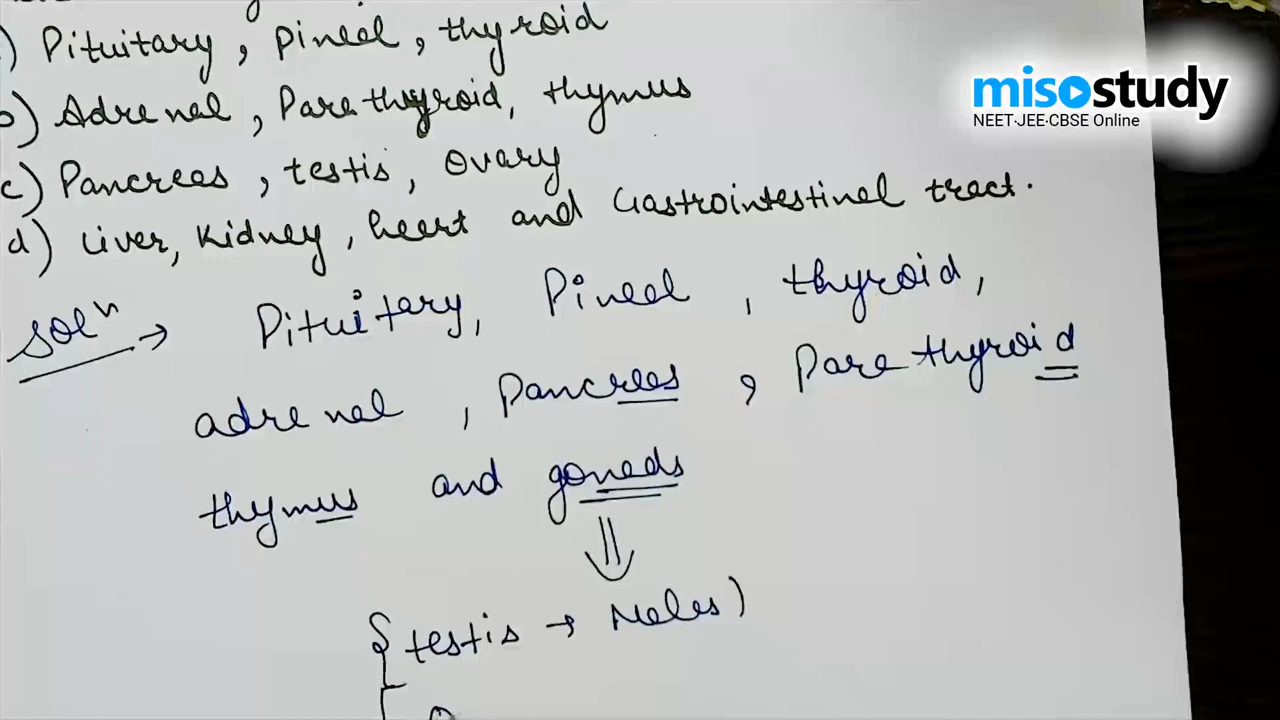 ) Pituitary, Pineal, thyroid
b) Adrenal, Parathyroid, thymus
c) Pancreas, testis, Ovary
d) Liver, Kidney, heart and Gastrointestinal tract.
Solⁿ → Pituitary, Pineal, thyroid,
adrenal, Pancreas, Parathyroid
thymus and gonads
⇓
{ testis → Males)
misostudy
NEET·JEE·CBSE Online